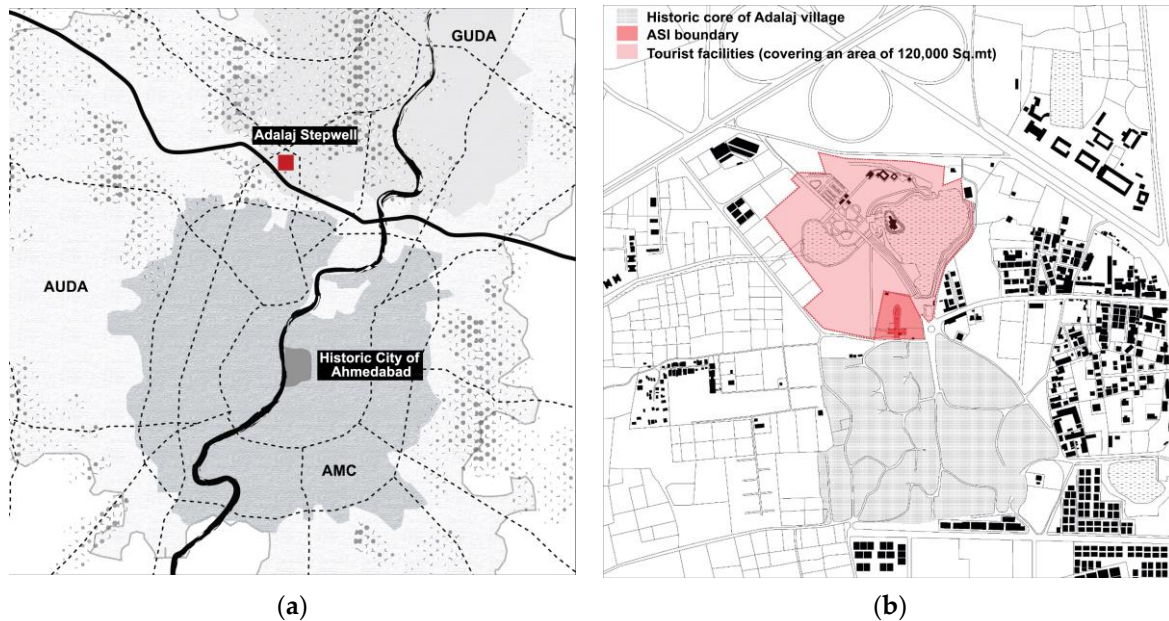 GUDA
Adalaj Stepwell
AUDA
Historic City of
Ahmedabad
AMC
(a)
Historic core of Adalaj village
ASI boundary
Tourist facilities (covering an area of 120,000 Sq.mt)
(b)